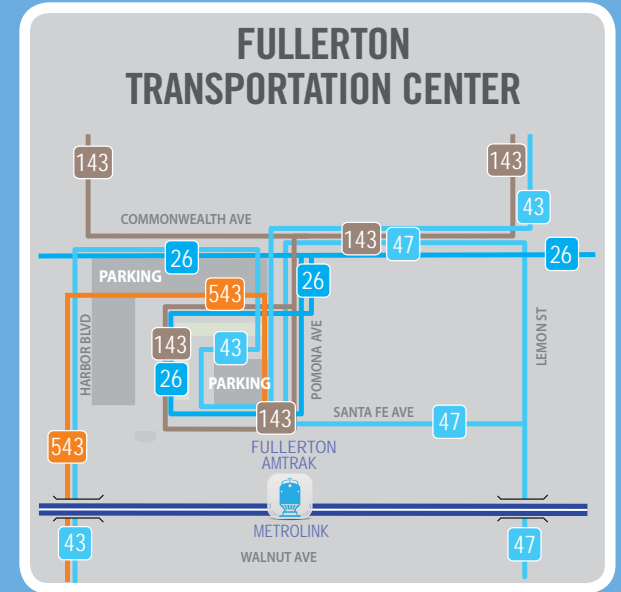 FULLERTON
TRANSPORTATION CENTER
143
143
43
COMMONWEALTH AVE
143
47
26
26
PARKING
26
543
HARBOR BLVD
143
43
POMONA AVE
LEMON ST
26
PARKING
143
SANTA FE AVE
47
543
FULLERTON
AMTRAK
METROLINK
43
47
WALNUT AVE